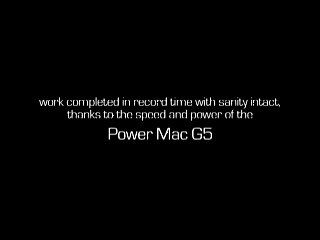 work completed in record time with sanity intact,
thanks to the speed and power of the
Power Mac G5